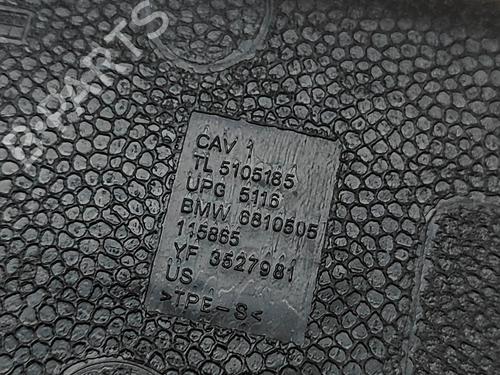 B-PARTS
CAV 1
TL 5105185
UPG 5116
BMW 6810505
115865
YF 3527981
US
>TPE-S<